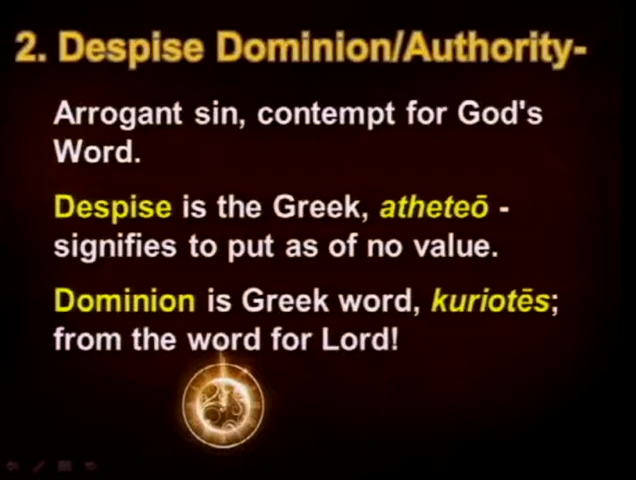 2. Despise Dominion/Authority-
Arrogant sin, contempt for God's
Word.
Despise is the Greek, atheteō -
signifies to put as of no value.
Dominion is Greek word, kuriotēs;
from the word for Lord!